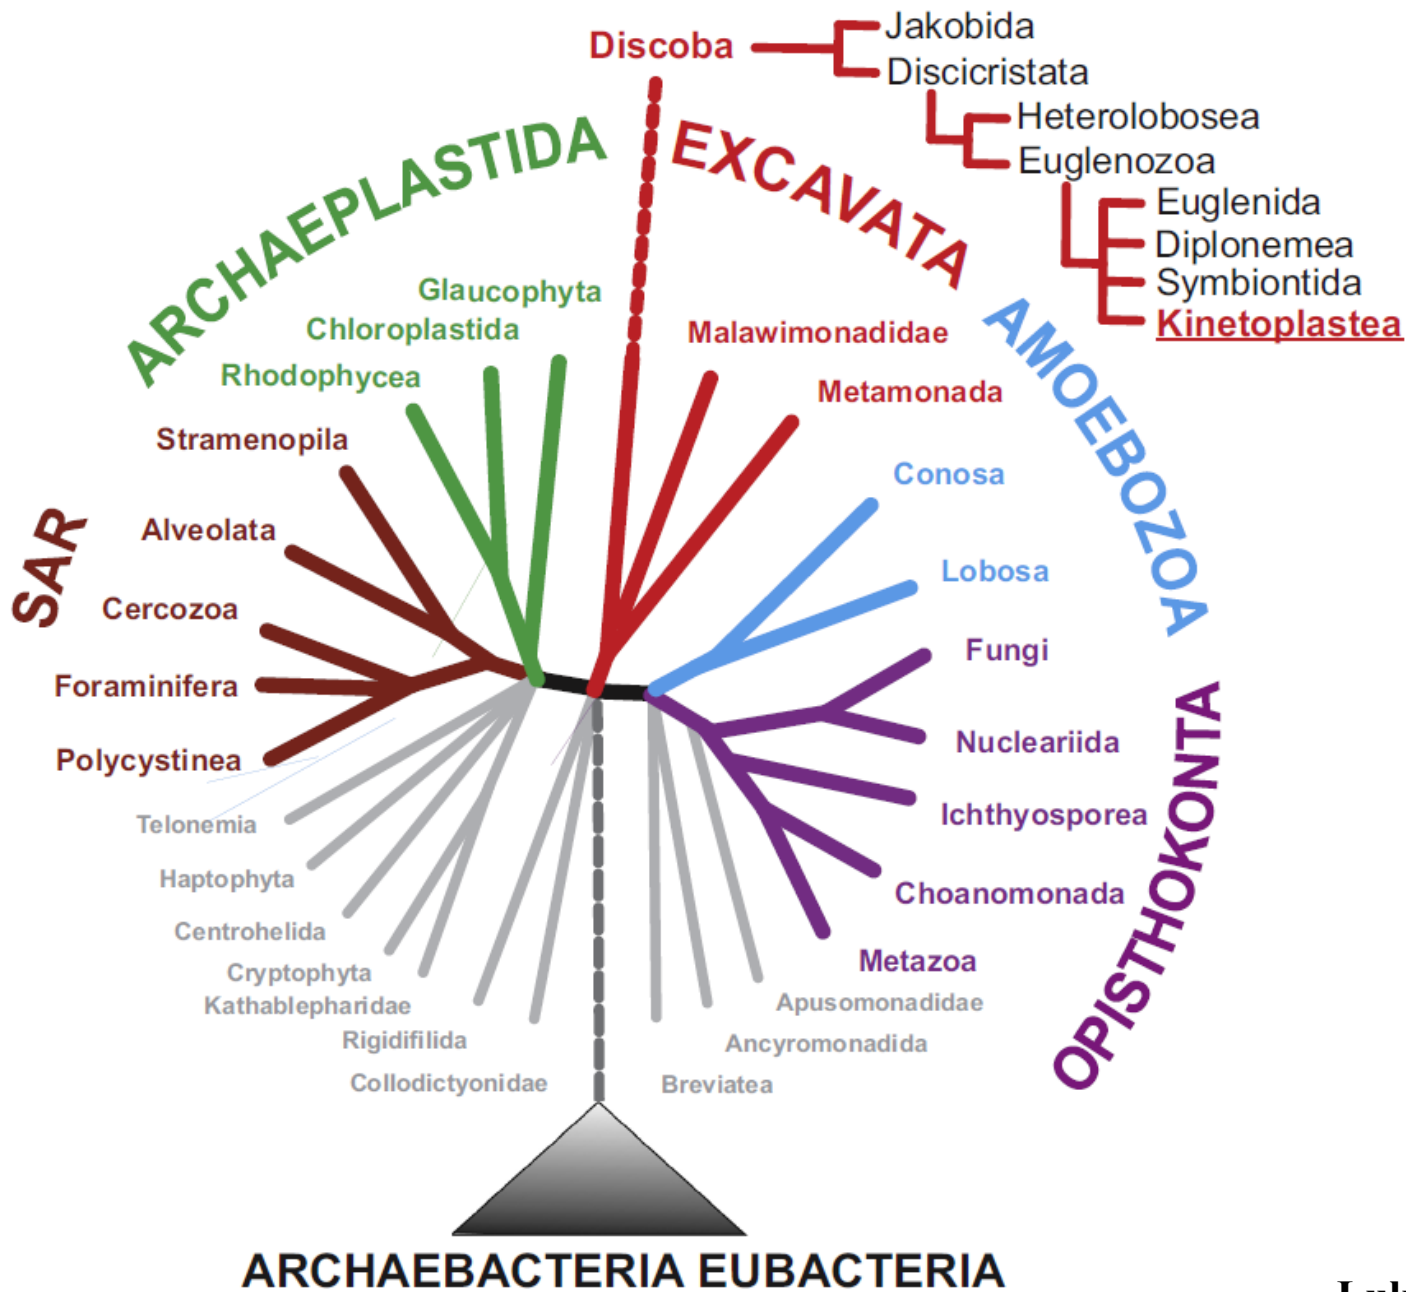 Discoba
Jakobida
Discicristata
Heterolobosea
Euglenozoa
Euglenida
Diplonemea
Symbiontida
Kinetoplastea
ARCHAEPLASTIDA
EXCAVATA
AMOEBOZOA
OPISTHOKONTA
SAR
Glaucophyta
Chloroplastida
Rhodophycea
Stramenopila
Alveolata
Cercozoa
Foraminifera
Polycystinea
Malawimonadidae
Metamonada
Conosa
Lobosa
Fungi
Nucleariida
Ichthyosporea
Choanomonada
Metazoa
Telonemia
Haptophyta
Centrohelida
Cryptophyta
Kathablepharidae
Rigidifilida
Collodictyonidae
Breviatea
Ancyromonadida
Apusomonadidae
ARCHAEBACTERIA EUBACTERIA